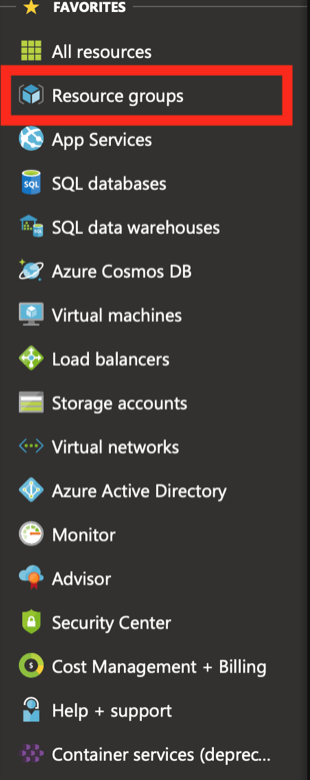 FAVORITES
All resources
Resource groups
App Services
SQL databases
SQL data warehouses
Azure Cosmos DB
Virtual machines
Load balancers
Storage accounts
Virtual networks
Azure Active Directory
Monitor
Advisor
Security Center
Cost Management + Billing
Help + support
Container services (deprec...